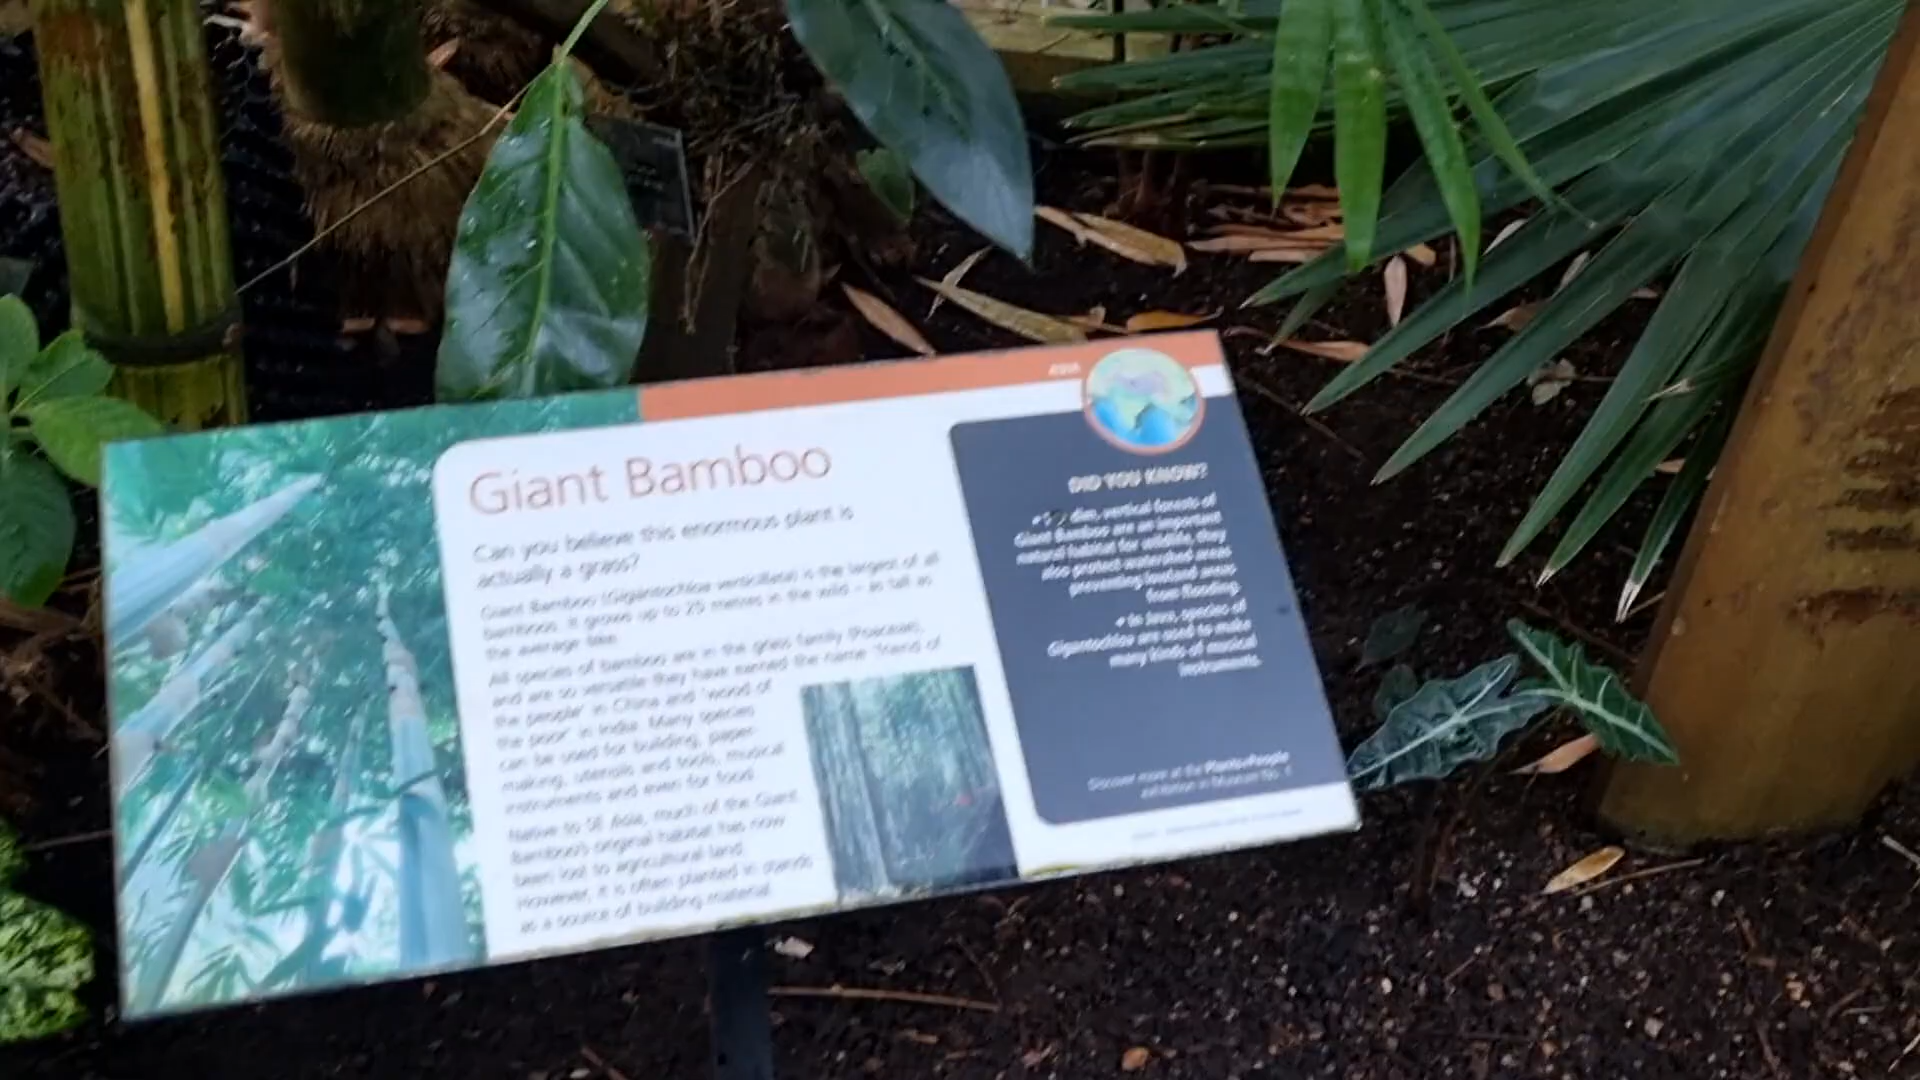 ASIA
Giant Bamboo
Can you believe this enormous plant is
actually a grass?
Giant Bamboo (Gigantochloa verticillata) is the largest of all
bamboos. It grows up to 25 metres in the wild – as tall as
the average
All species of bamboo are in the grass family (Poaceae),
and are so versatile they have earned the name 'friend of
the people' in China and 'wood of
the poor' in India. Many species
can be used for building, paper-
making, utensils and tools, musical
instruments and even for food.
Native to SE Asia, much of the Giant
Bamboo's original habitat has now
been lost to agricultural land.
However, it is often planted in stands
as a source of building material.
DID YOU KNOW?
• dim, vertical forests of
Giant Bamboo are an important
natural habitat for wildlife, they
also protect watershed areas
preventing lowland areas
from flooding.
• In Java, species of
Gigantochloa are used to make
many kinds of musical
instruments.
Discover more at the Plants+People
exhibition in Museum No. 1